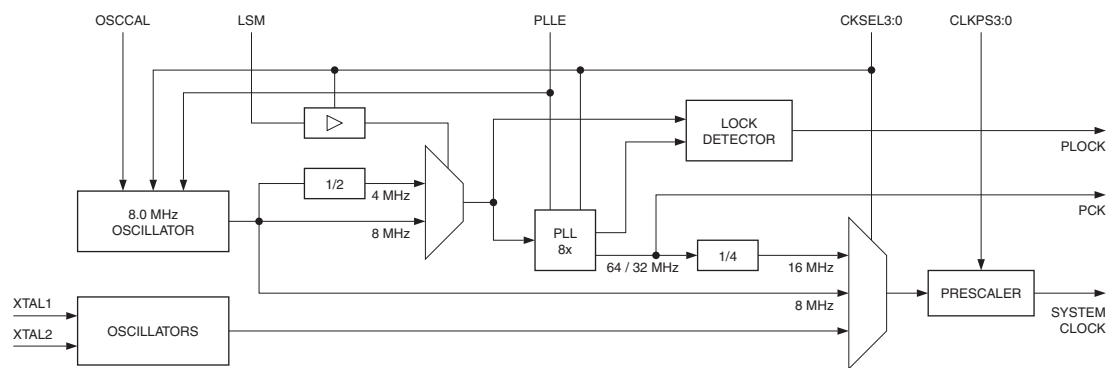 OSCCAL
LSM
PLLE
CKSEL3:0
CLKPS3:0
LOCK
DETECTOR
PLOCK
1/2
4 MHz
8.0 MHz
OSCILLATOR
8 MHz
PLL
8x
64 / 32 MHz
1/4
16 MHz
PCK
8 MHz
PRESCALER
SYSTEM
CLOCK
XTAL1
XTAL2
OSCILLATORS